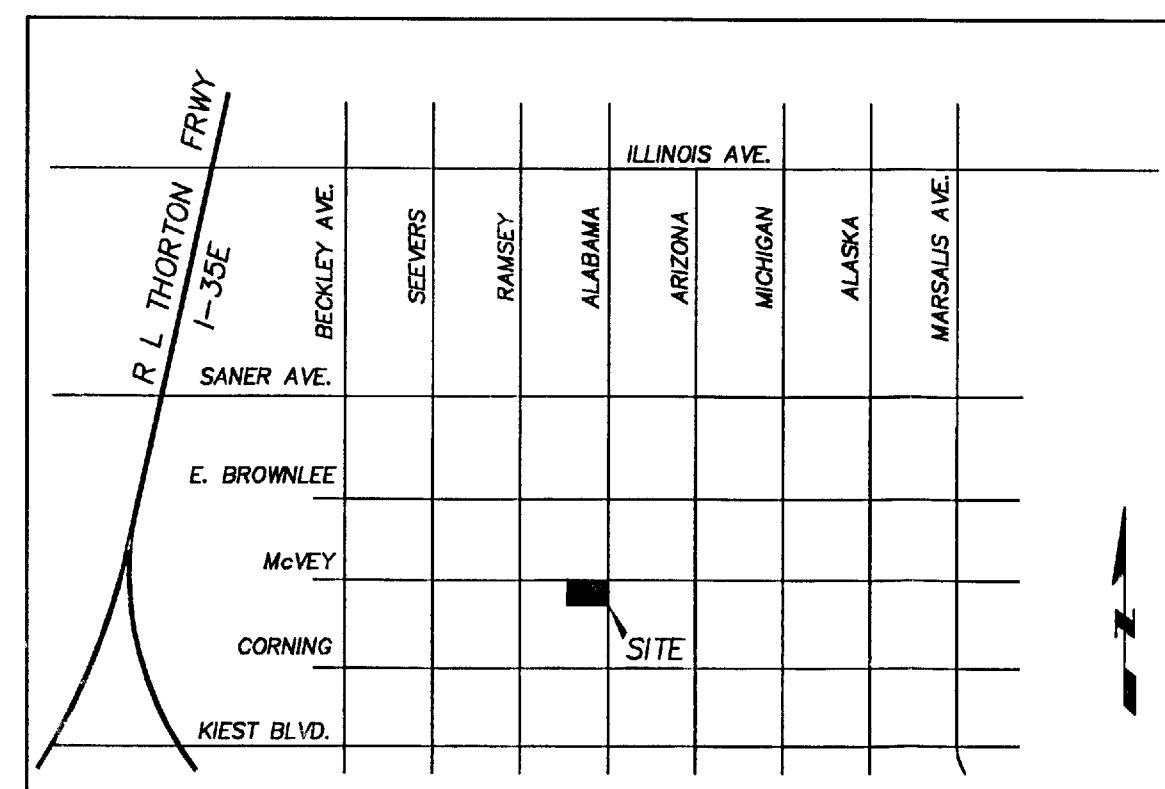 R L THORTON FRWY
I-35E
ILLINOIS AVE.
BECKLEY AVE.
SEEVERS
RAMSEY
ALABAMA
ARIZONA
MICHIGAN
ALASKA
MARSALIS AVE.
SANER AVE.
E. BROWNLEE
McVEY
CORNING
SITE
KIEST BLVD.
N